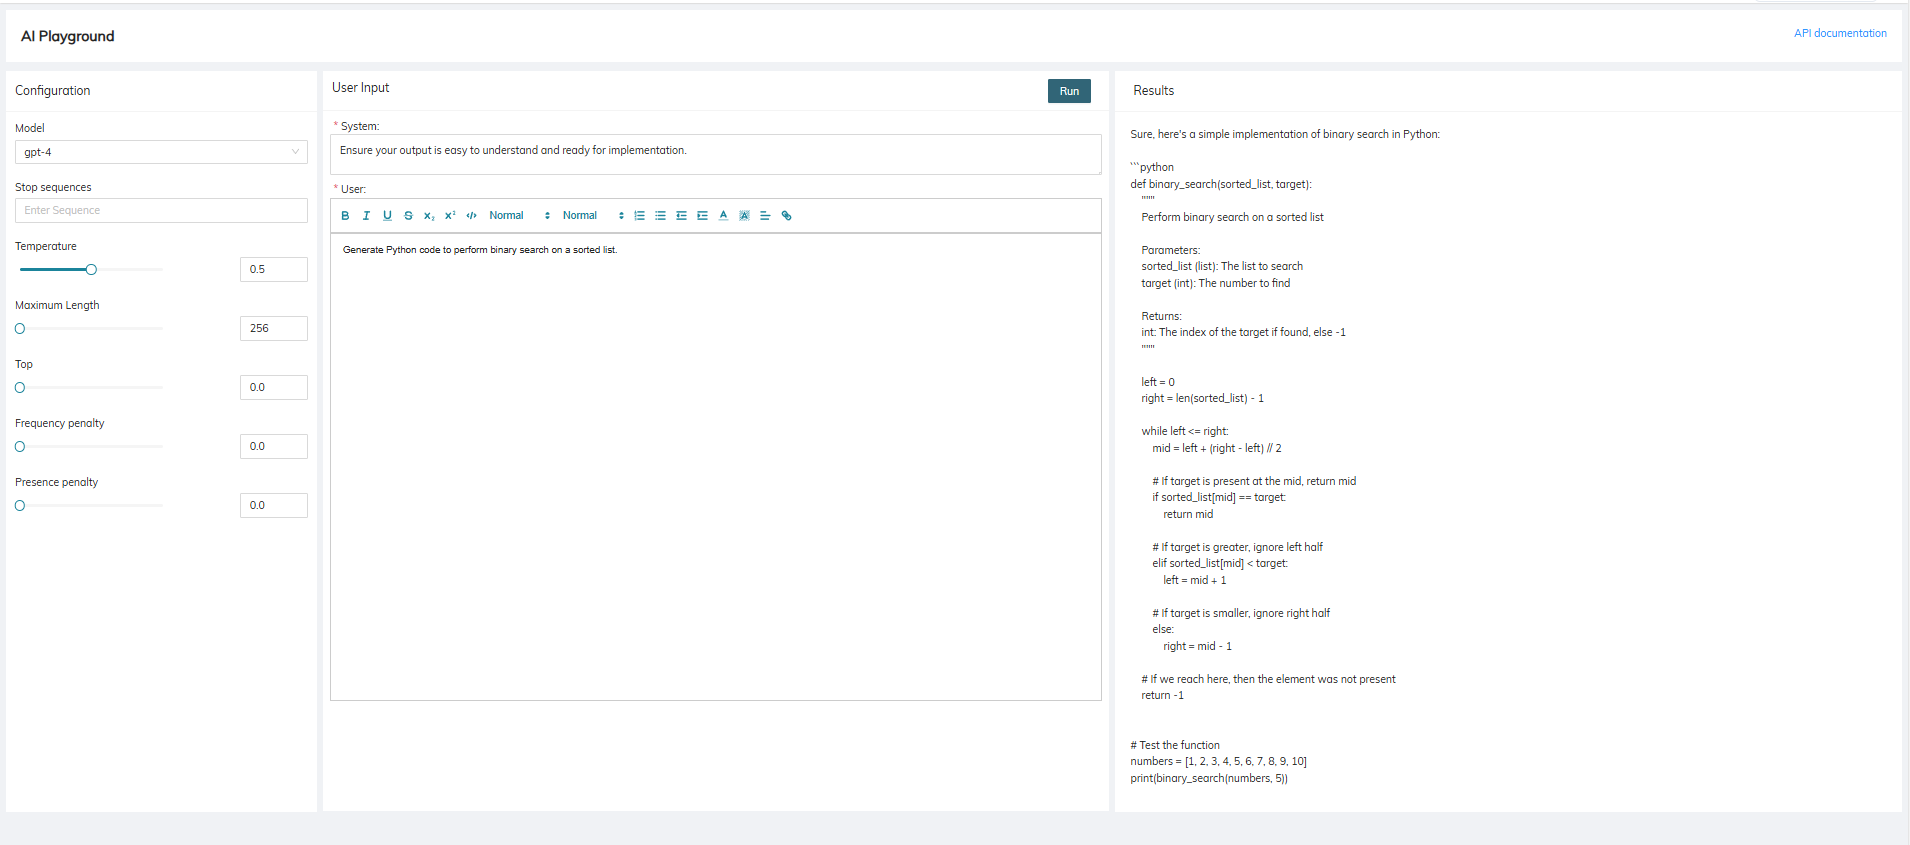 AI Playground
API documentation
Configuration
Model
gpt-4
Stop sequences
Enter Sequence
Temperature
0.5
Maximum Length
256
Top
0.0
Frequency penalty
0.0
Presence penalty
0.0
User Input
Run
* System:
Ensure your output is easy to understand and ready for implementation.
* User:
B I U S x₂ x² </> Normal Normal A A
Generate Python code to perform binary search on a sorted list.
Results
Sure, here's a simple implementation of binary search in Python:
```python
def binary_search(sorted_list, target):
    """
    Perform binary search on a sorted list
    Parameters:
    sorted_list (list): The list to search
    target (int): The number to find
    Returns:
    int: The index of the target if found, else -1
    """
    left = 0
    right = len(sorted_list) - 1
    while left <= right:
        mid = left + (right - left) // 2
        # If target is present at the mid, return mid
        if sorted_list[mid] == target:
            return mid
        # If target is greater, ignore left half
        elif sorted_list[mid] < target:
            left = mid + 1
        # If target is smaller, ignore right half
        else:
            right = mid - 1
    # If we reach here, then the element was not present
    return -1
# Test the function
numbers = [1, 2, 3, 4, 5, 6, 7, 8, 9, 10]
print(binary_search(numbers, 5))